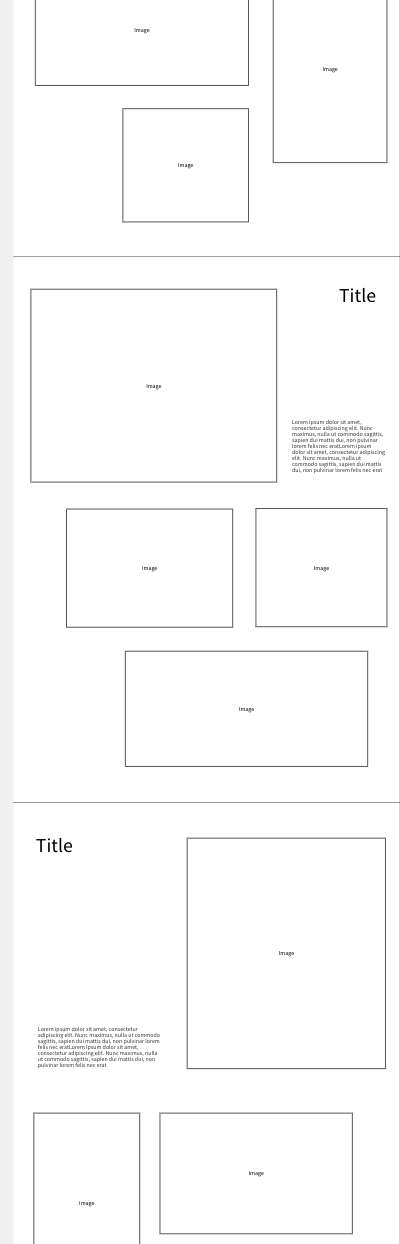 Image
Image
Image
Title
Image
Lorem ipsum dolor sit amet,
consectetur adipiscing elit. Nunc
maximus, nulla ut commodo sagittis,
sapien dui mattis dui, non pulvinar
lorem felis nec eratLorem ipsum
dolor sit amet, consectetur adipiscing
elit. Nunc maximus, nulla ut
commodo sagittis, sapien dui mattis
dui, non pulvinar lorem felis nec erat
Image
Image
Image
Title
Image
Lorem ipsum dolor sit amet, consectetur
adipiscing elit. Nunc maximus, nulla ut commodo
sagittis, sapien dui mattis dui, non pulvinar lorem
felis nec eratLorem ipsum dolor sit amet,
consectetur adipiscing elit. Nunc maximus, nulla
ut commodo sagittis, sapien dui mattis dui, non
pulvinar lorem felis nec erat
Image
Image